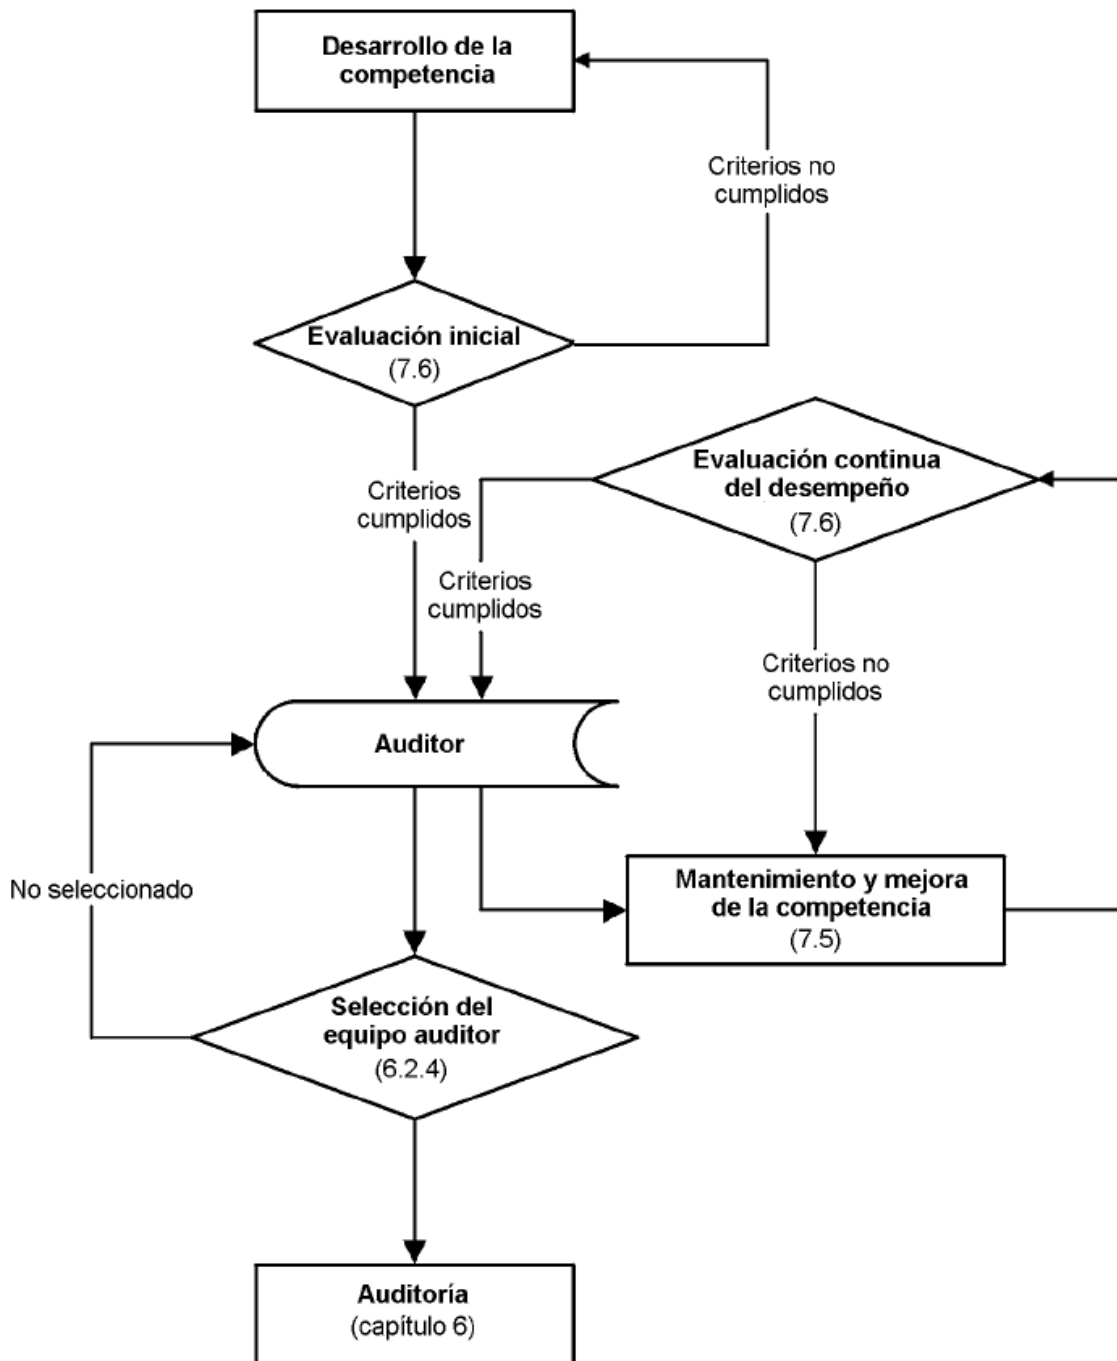 Desarrollo de la
competencia
Criterios no
cumplidos
Evaluación inicial
(7.6)
Evaluación continua
del desempeño
(7.6)
Criterios
cumplidos
Criterios
cumplidos
Criterios no
cumplidos
Auditor
No seleccionado
Mantenimiento y mejora
de la competencia
(7.5)
Selección del
equipo auditor
(6.2.4)
Auditoría
(capítulo 6)